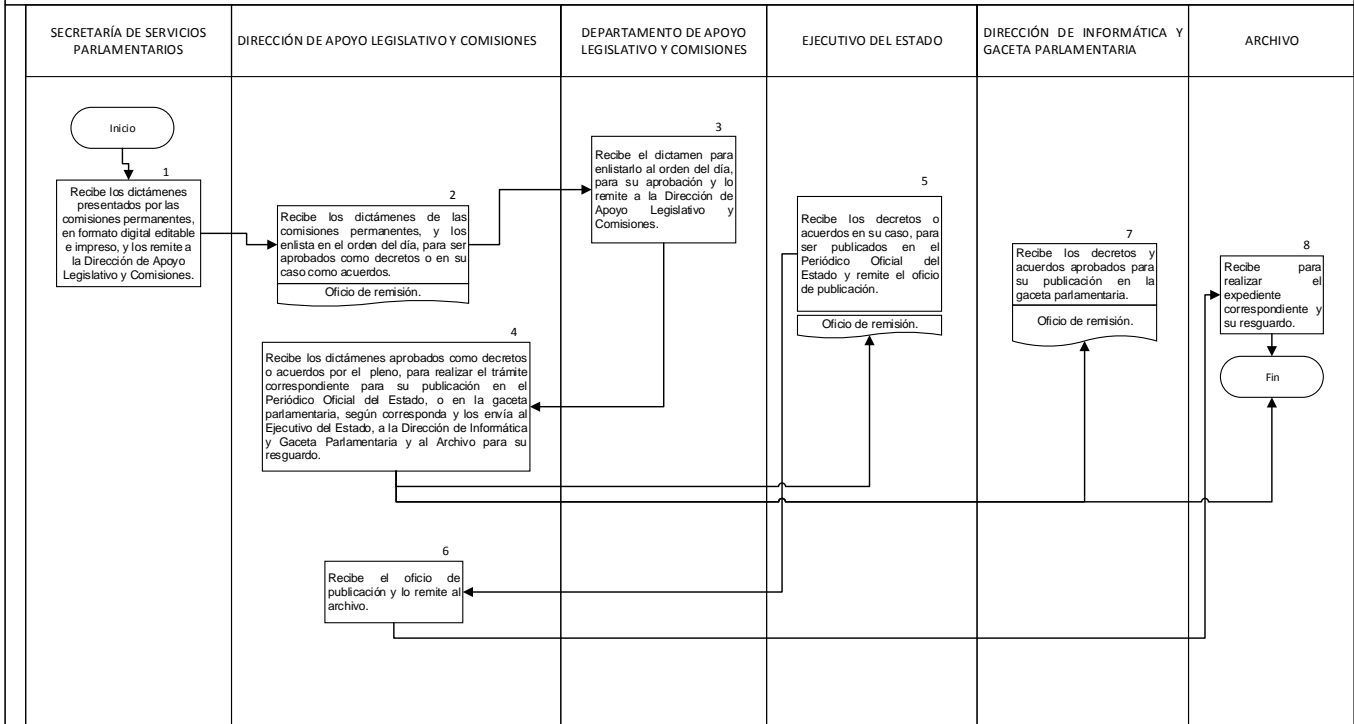 SECRETARÍA DE SERVICIOS
PARLAMENTARIOS
DIRECCIÓN DE APOYO LEGISLATIVO Y COMISIONES
DEPARTAMENTO DE APOYO
LEGISLATIVO Y COMISIONES
EJECUTIVO DEL ESTADO
DIRECCIÓN DE INFORMÁTICA Y
GACETA PARLAMENTARIA
ARCHIVO
Inicio
1
Recibe los dictámenes
presentados por las
comisiones permanentes,
en formato digital editable
e impreso, y los remite a
la Dirección de Apoyo
Legislativo y Comisiones.
2
Recibe los dictámenes de las
comisiones permanentes, y los
enlista en el orden del día, para ser
aprobados como decretos o en su
caso como acuerdos.
Oficio de remisión.
3
Recibe el dictamen para
enlistarlo al orden del día,
para su aprobación y lo
remite a la Dirección de
Apoyo Legislativo y
Comisiones.
4
Recibe los dictámenes aprobados como decretos
o acuerdos por el pleno, para realizar el trámite
correspondiente para su publicación en el
Periódico Oficial del Estado, o en la gaceta
parlamentaria, según corresponda y los envía al
Ejecutivo del Estado, a la Dirección de Informática
y Gaceta Parlamentaria y al Archivo para su
resguardo.
5
Recibe los decretos o
acuerdos en su caso, para
ser publicados en el
Periódico Oficial del
Estado y remite el oficio
de publicación.
Oficio de remisión.
6
Recibe el oficio de
publicación y lo remite al
archivo.
7
Recibe los decretos y
acuerdos aprobados para
su publicación en la
gaceta parlamentaria.
Oficio de remisión.
8
Recibe para
realizar el
expediente
correspondiente y
su resguardo.
Fin